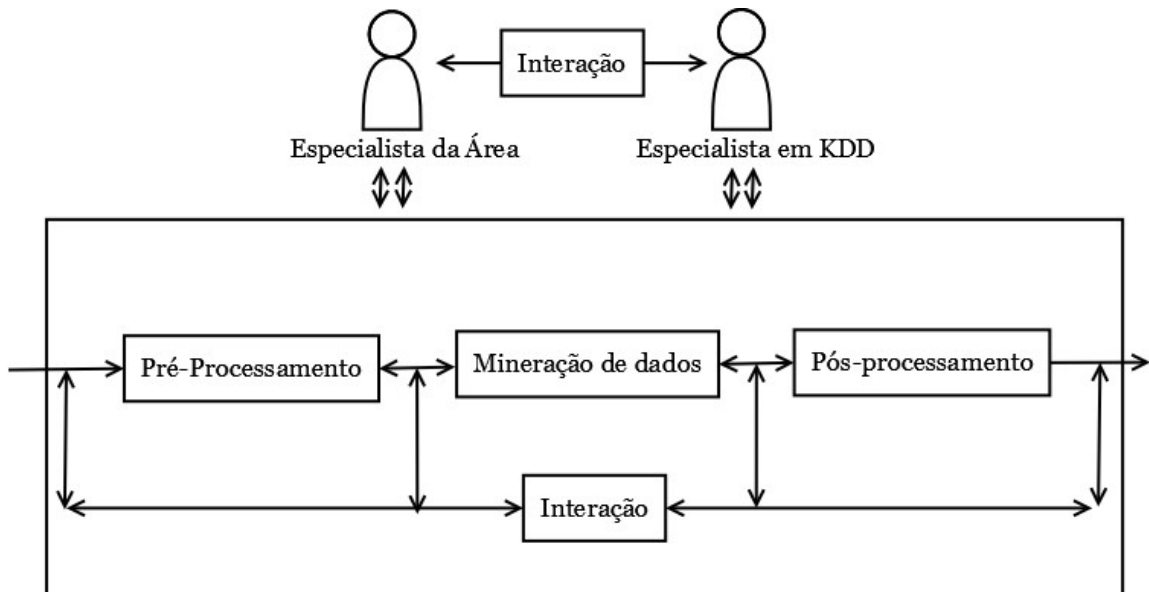 Interação
Especialista da Área
Especialista em KDD
Pré-Processamento
Mineração de dados
Pós-processamento
Interação